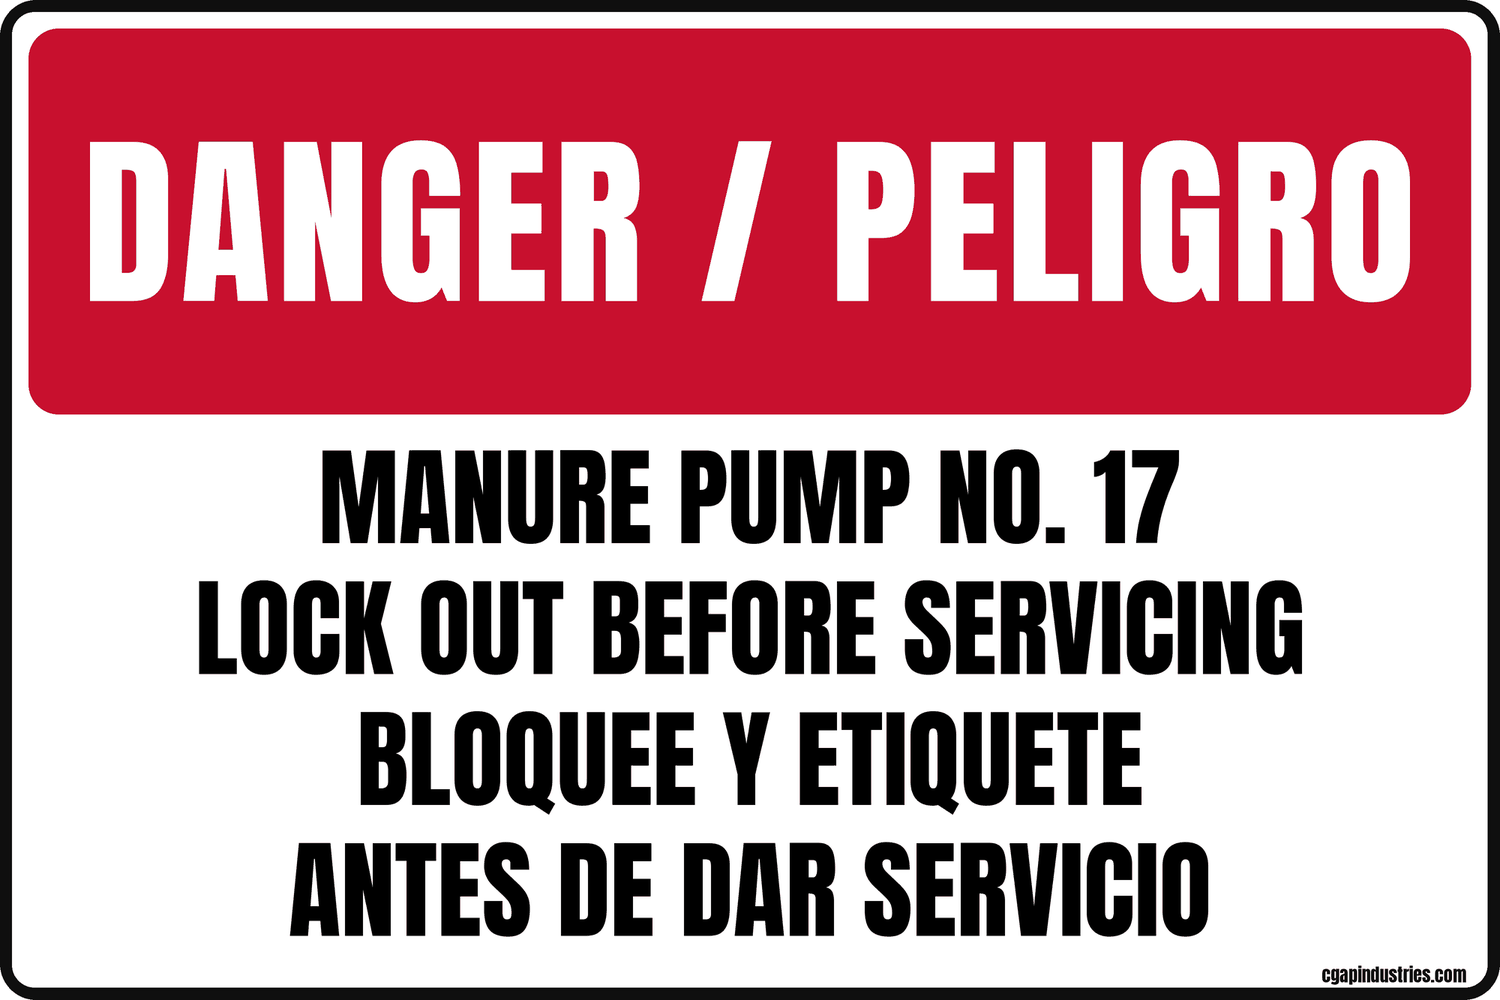 DANGER / PELIGRO
MANURE PUMP NO. 17
LOCK OUT BEFORE SERVICING
BLOQUEE Y ETIQUETE
ANTES DE DAR SERVICIO
cgapindustries.com